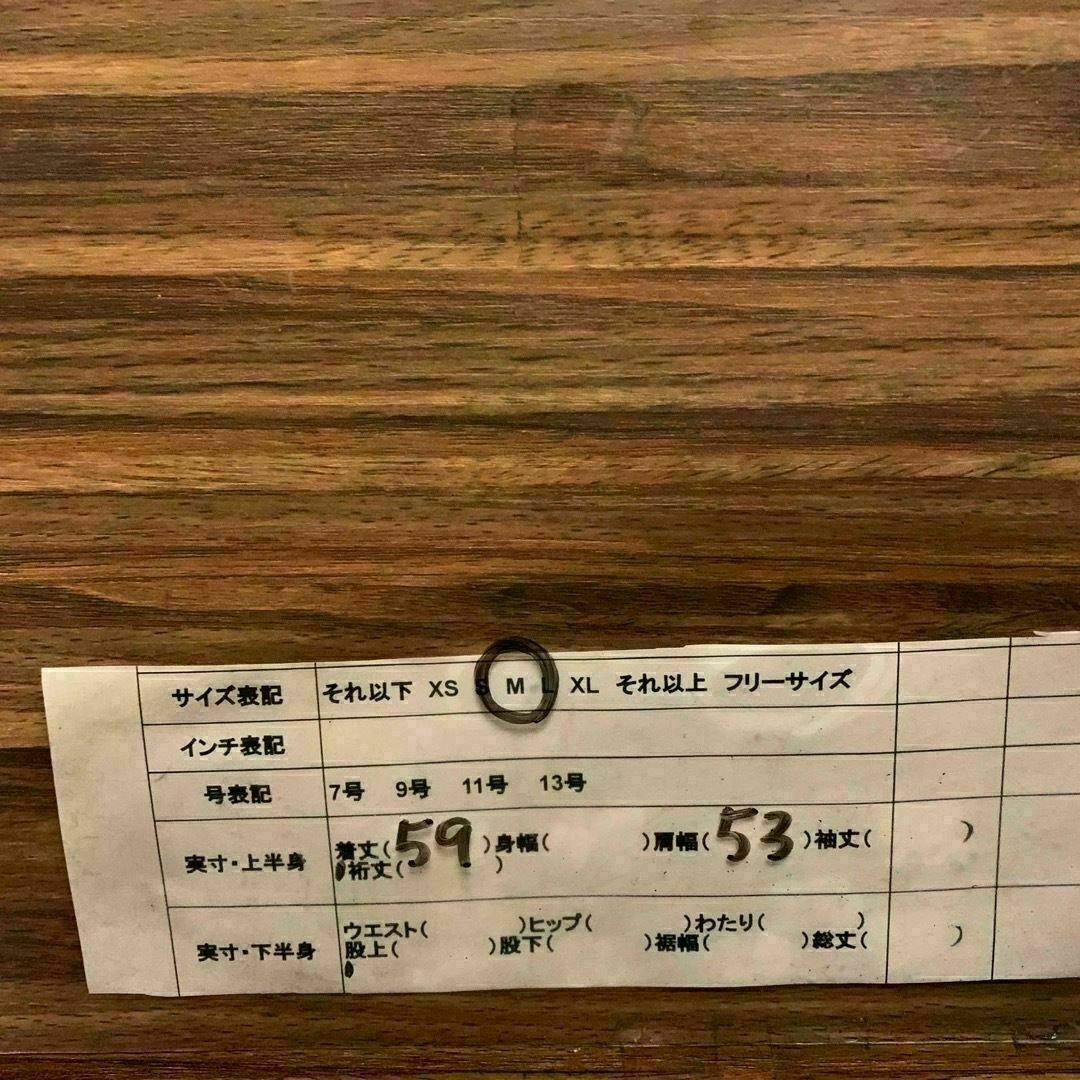 サイズ表記 それ以下 XS S M L XL それ以上 フリーサイズ
インチ表記
号表記 7号 9号 11号 13号
実寸・上半身 着丈(59)身幅( )肩幅(53)袖丈( )
裄丈( )
実寸・下半身 ウエスト( )ヒップ( )わたり( )
股上( )股下( )裾幅( )総丈( )